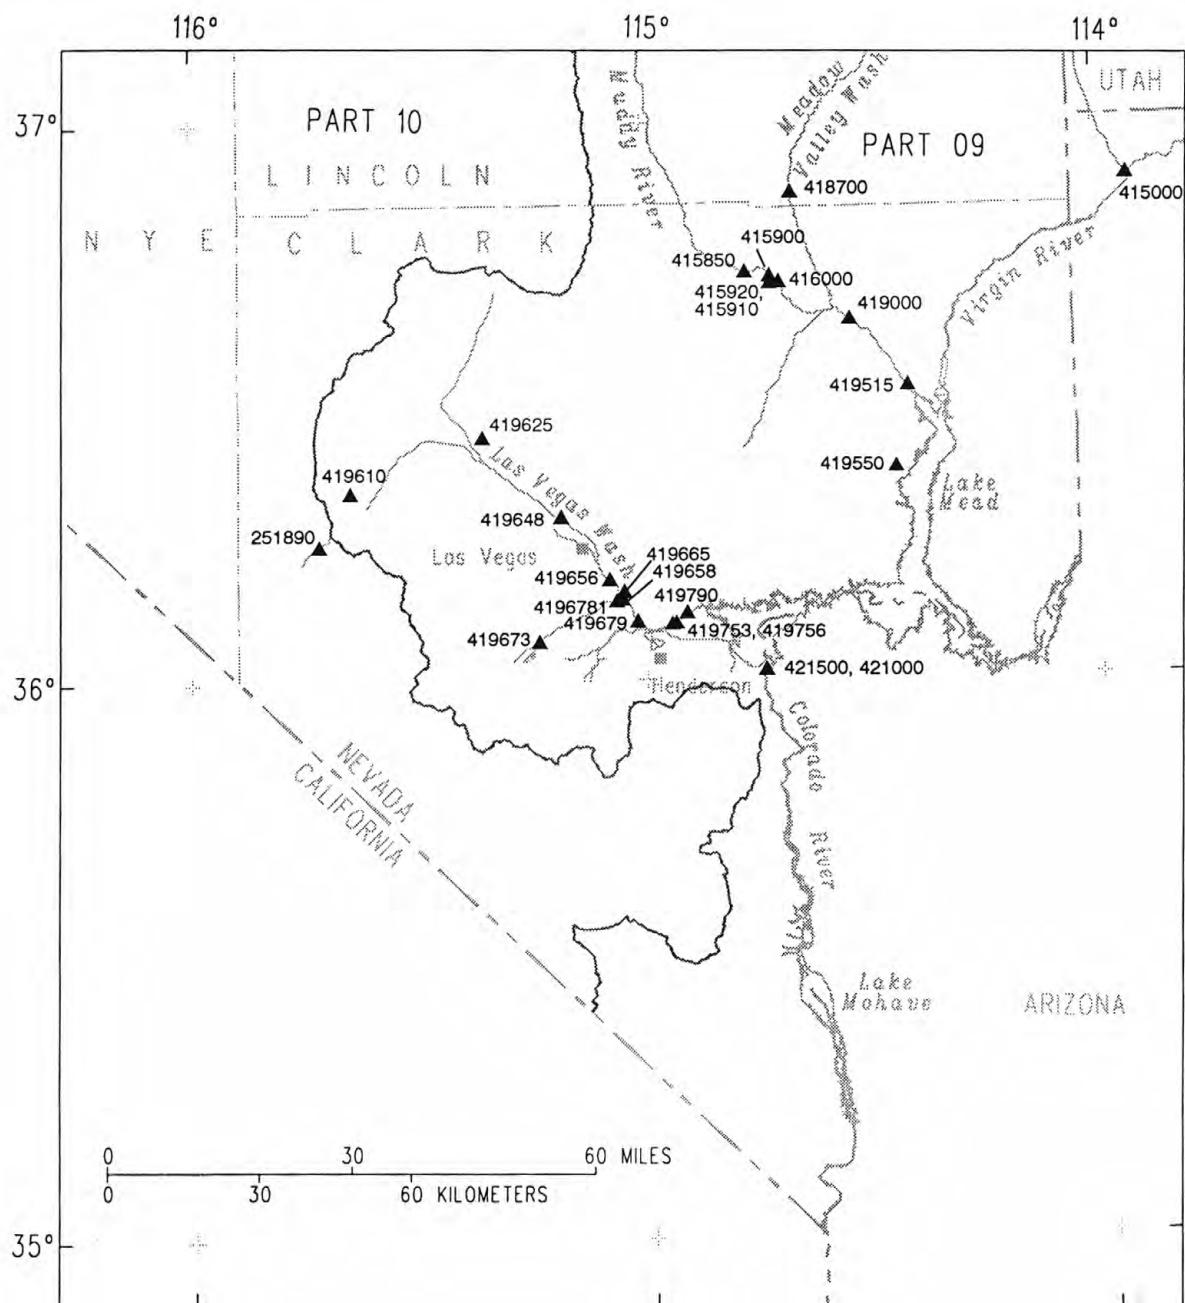 116°
115°
114°
UTAH
37°
PART 10
PART 09
Muddy River
Meadow
Valley Wash
LINCOLN
418700
415000
NYE
CLARK
415900
415850
416000
415920,
415910
419000
Virgin River
419515
419625
Las Vegas Wash
419550
Lake
Mead
419610
419648
251890
Las Vegas
419665
419658
419656
419790
4196781
419679
419753, 419756
419673
421500, 421000
36°
Henderson
Colorado River
NEVADA
CALIFORNIA
Lake
Mohave
ARIZONA
0 30 60 MILES
0 30 60 KILOMETERS
35°